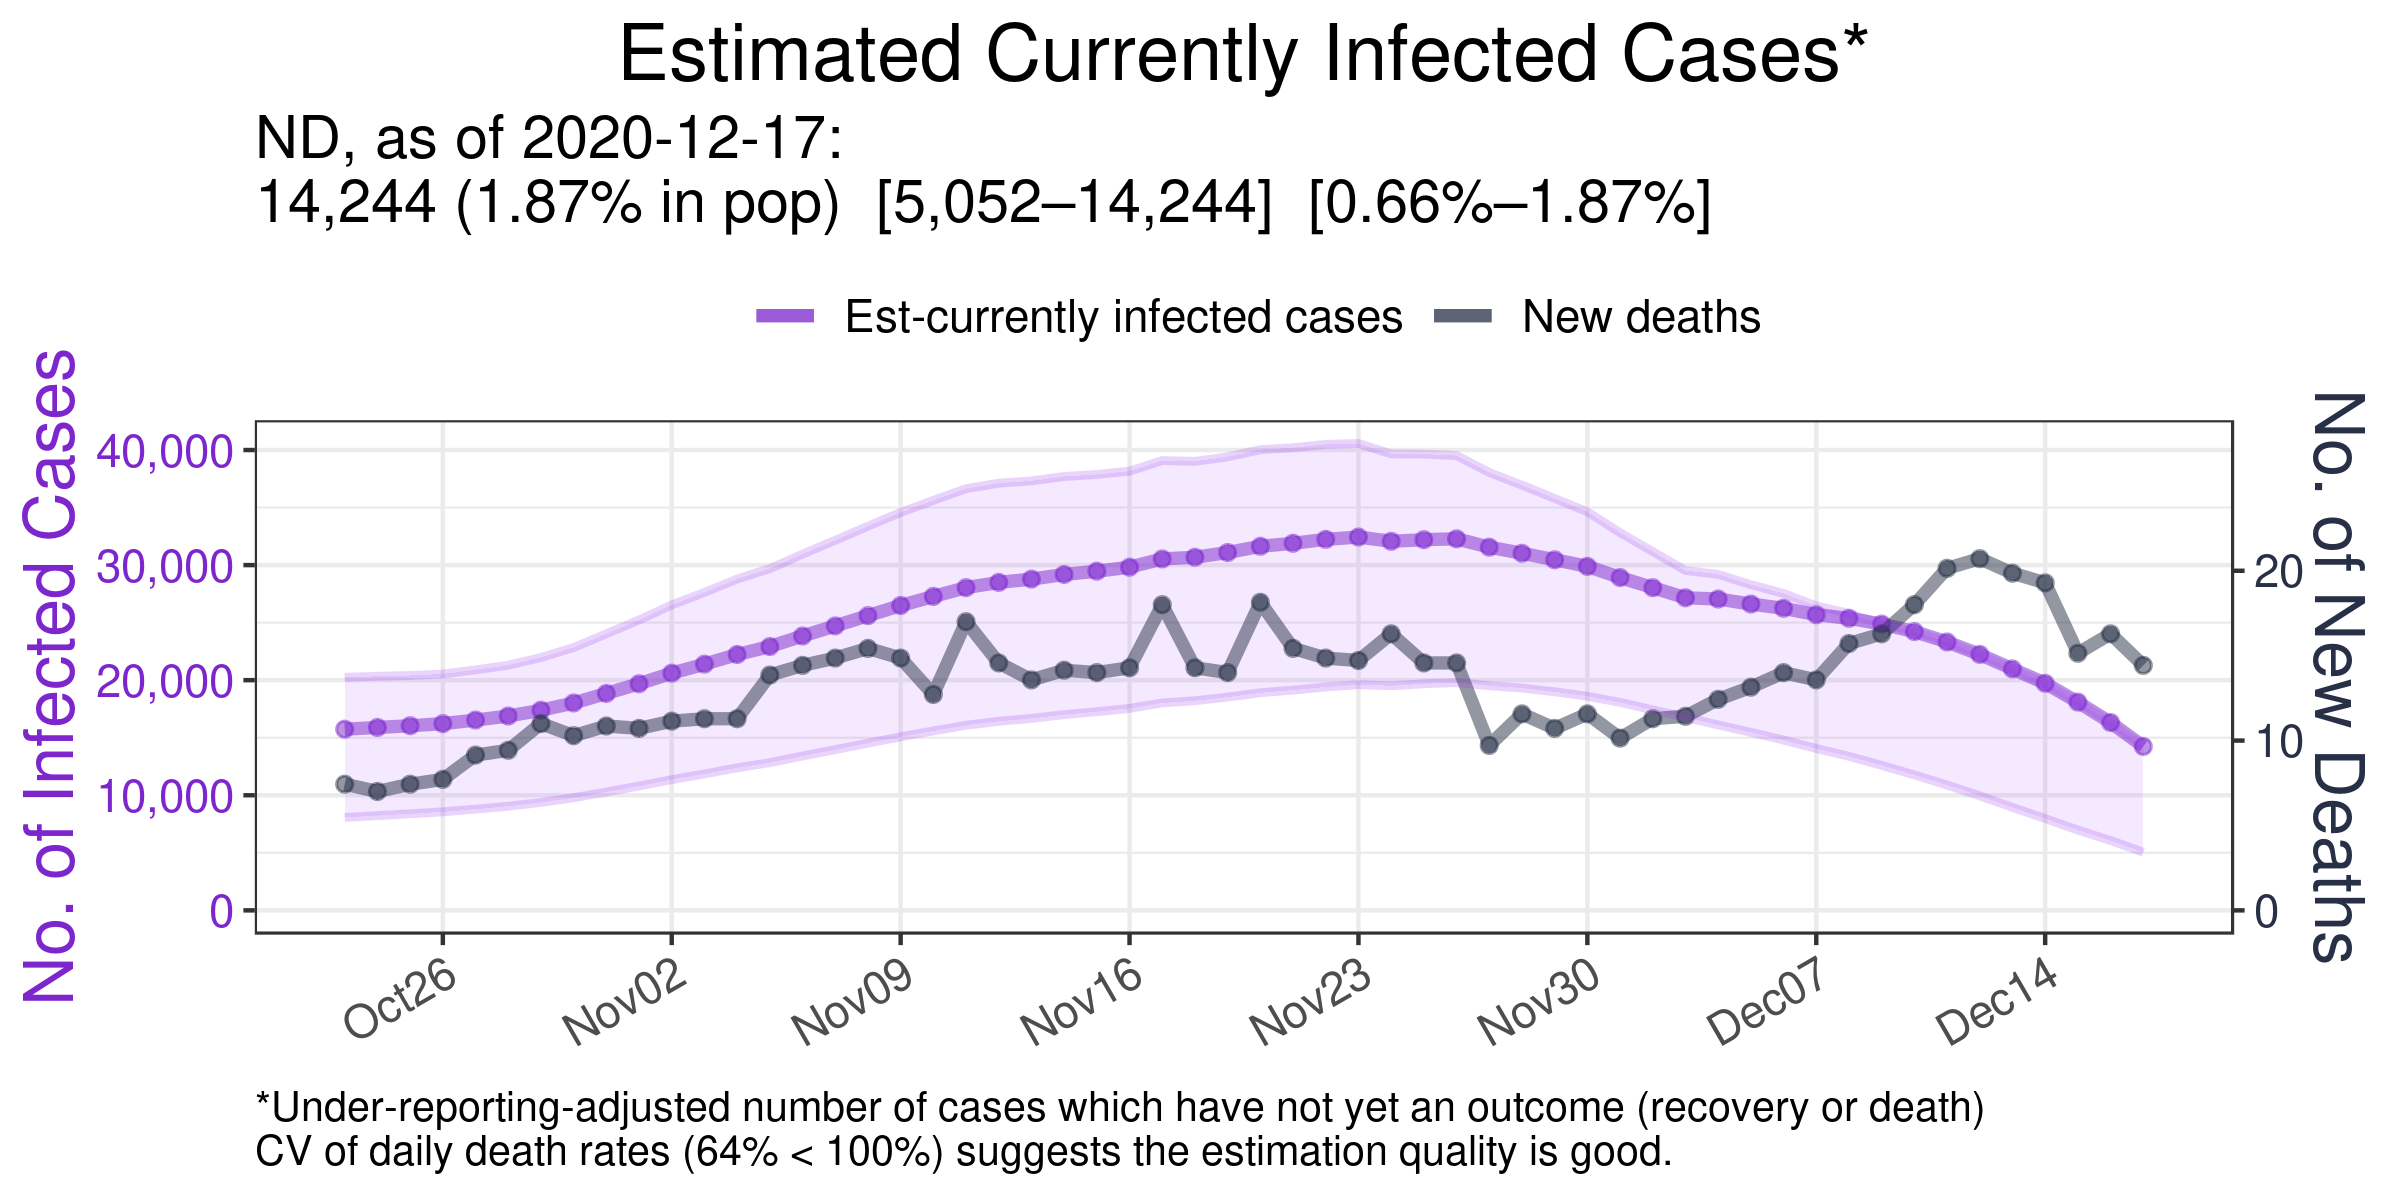 Estimated Currently Infected Cases*
ND, as of 2020-12-17:
14,244 (1.87% in pop)  [5,052–14,244]  [0.66%–1.87%]
Est-currently infected cases
New deaths
No. of Infected Cases
40,000
30,000
20,000
10,000
0
No. of New Deaths
20
10
0
Oct26
Nov02
Nov09
Nov16
Nov23
Nov30
Dec07
Dec14
*Under-reporting-adjusted number of cases which have not yet an outcome (recovery or death)
CV of daily death rates (64% < 100%) suggests the estimation quality is good.